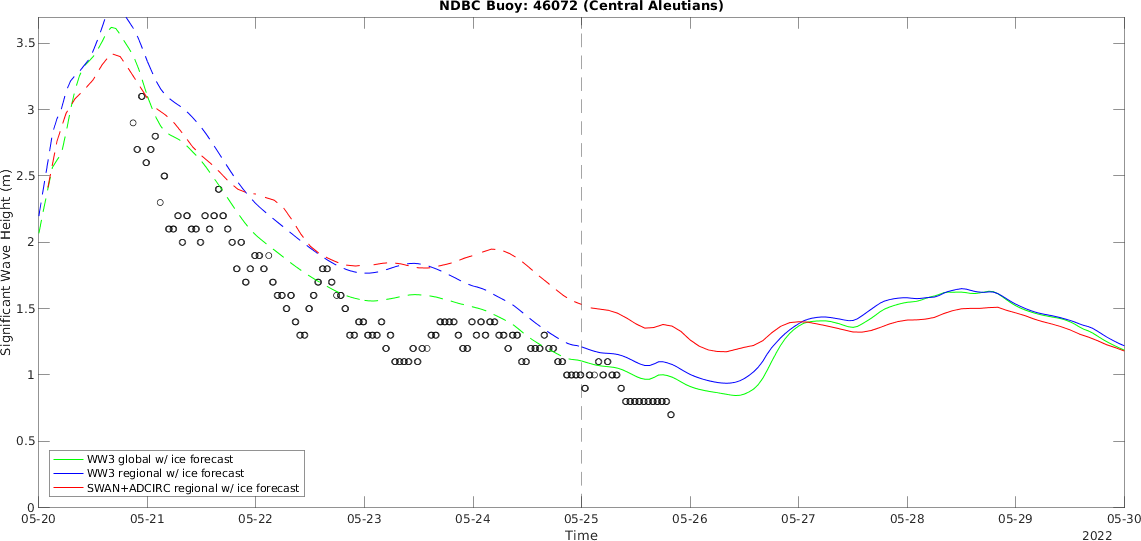 NDBC Buoy: 46072 (Central Aleutians)
Significant Wave Height (m)
3.5
3
2.5
2
1.5
1
0.5
0
WW3 global w/ ice forecast
WW3 regional w/ ice forecast
SWAN+ADCIRC regional w/ ice forecast
05-20 05-21 05-22 05-23 05-24 05-25 05-26 05-27 05-28 05-29 05-30
Time
2022